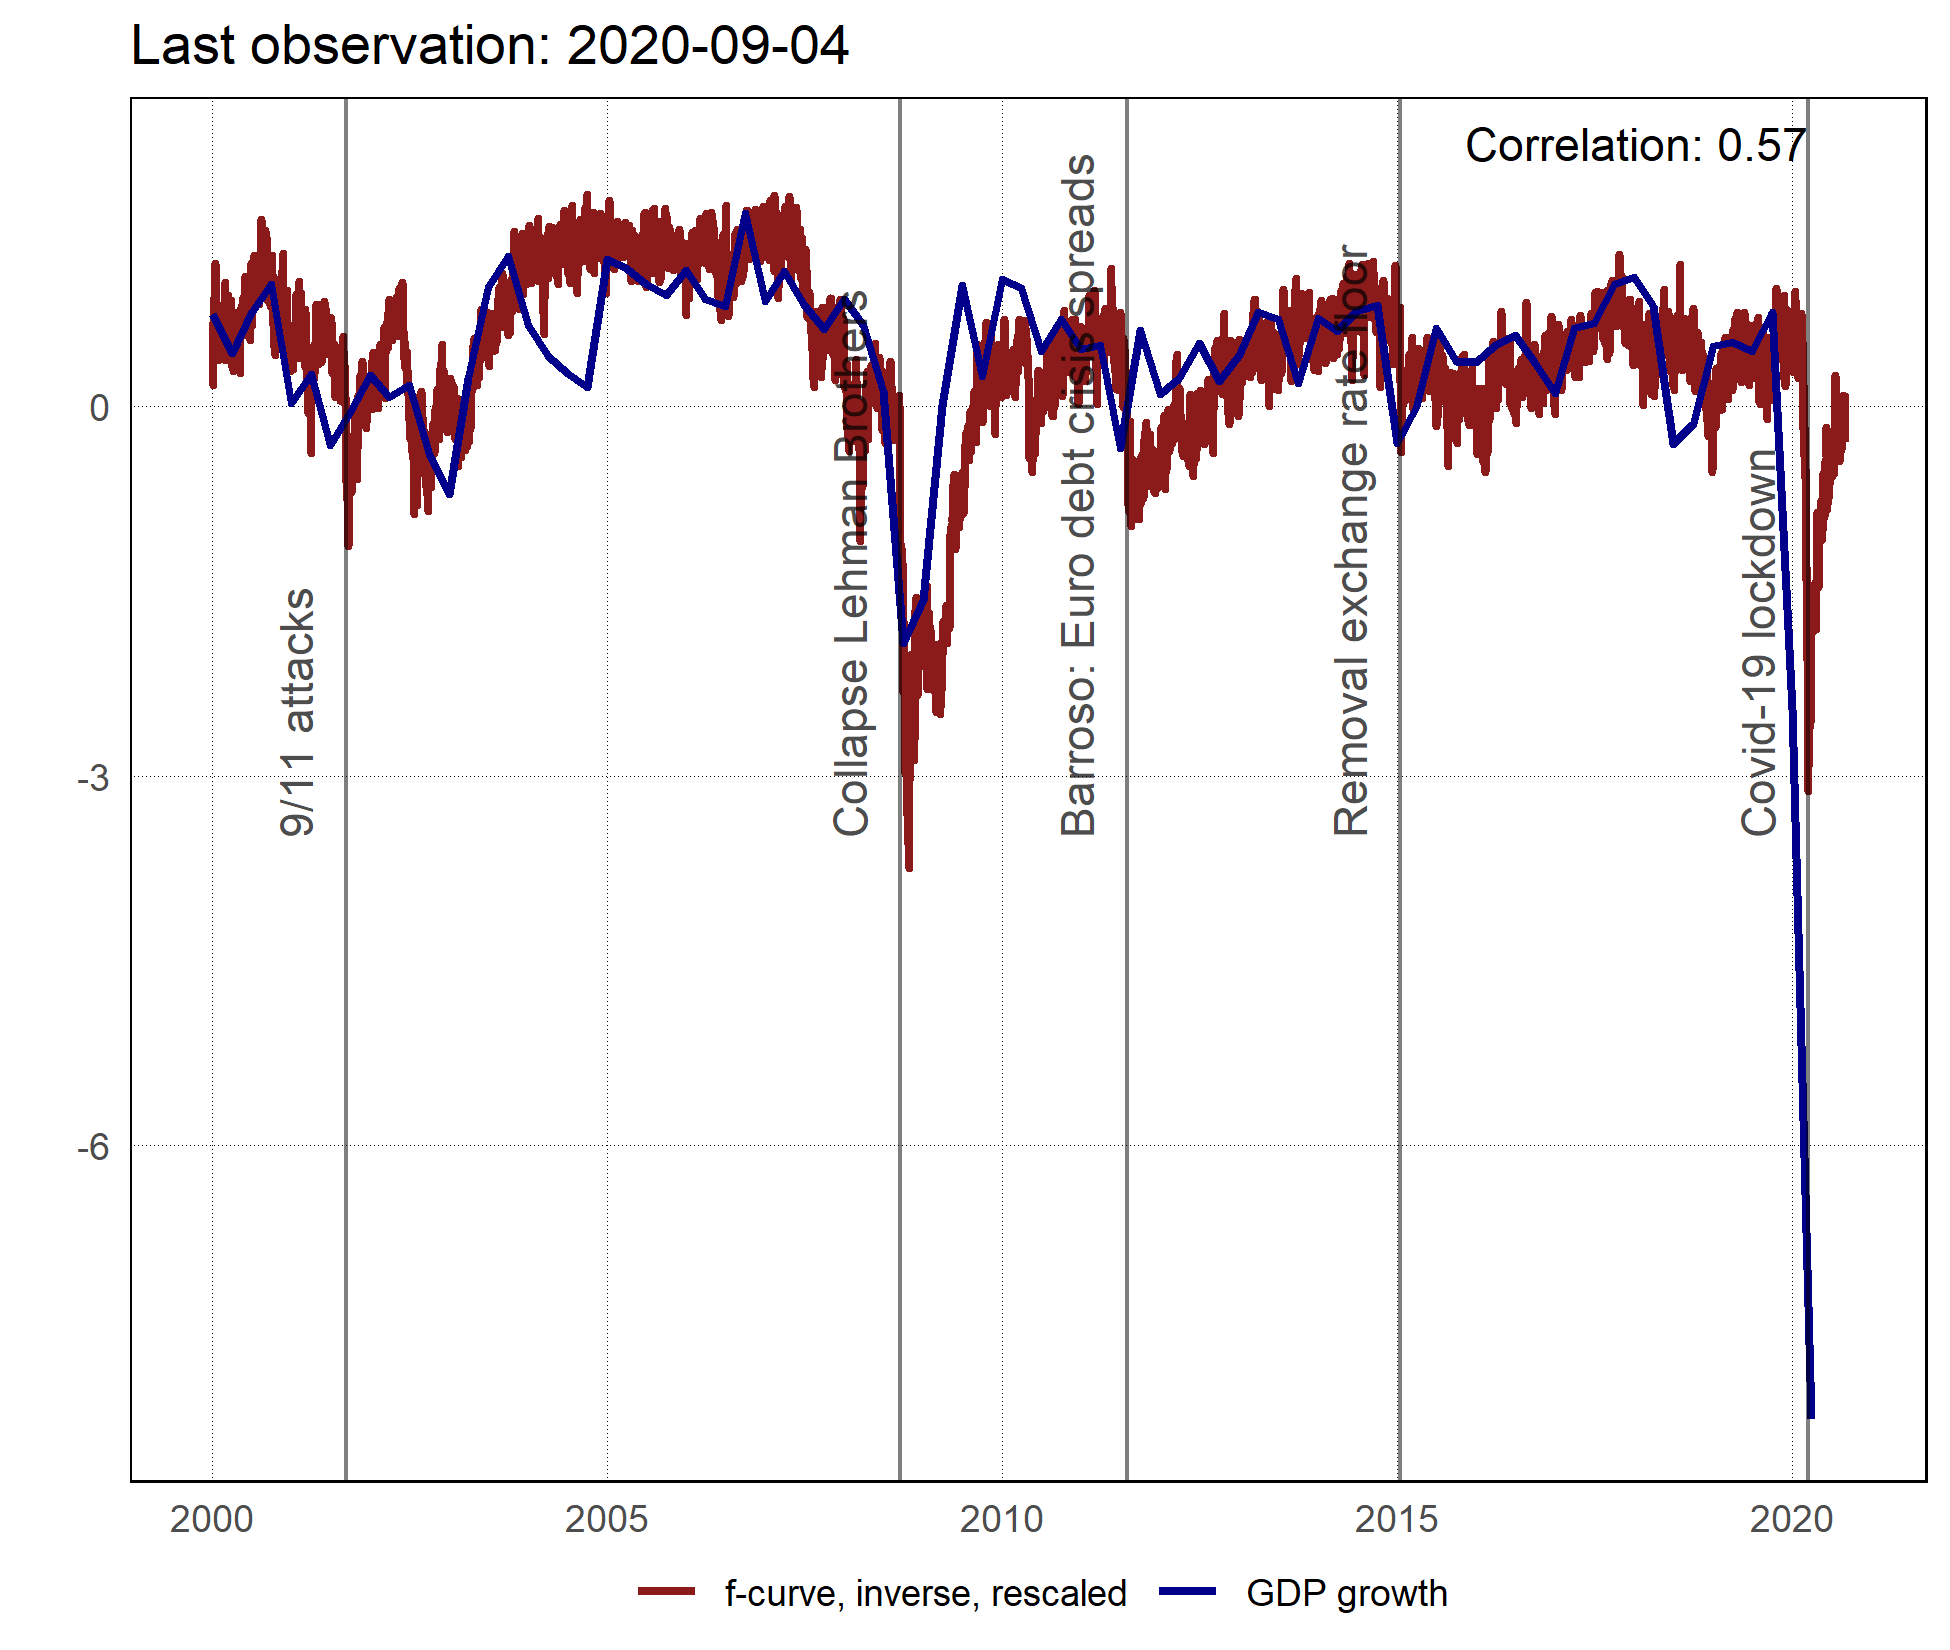 Last observation: 2020-09-04
Correlation: 0.57
9/11 attacks
Collapse Lehman Brothers
Barroso: Euro debt crisis spreads
Removal exchange rate floor
Covid-19 lockdown
0
-3
-6
2000 2005 2010 2015 2020
f-curve, inverse, rescaled GDP growth